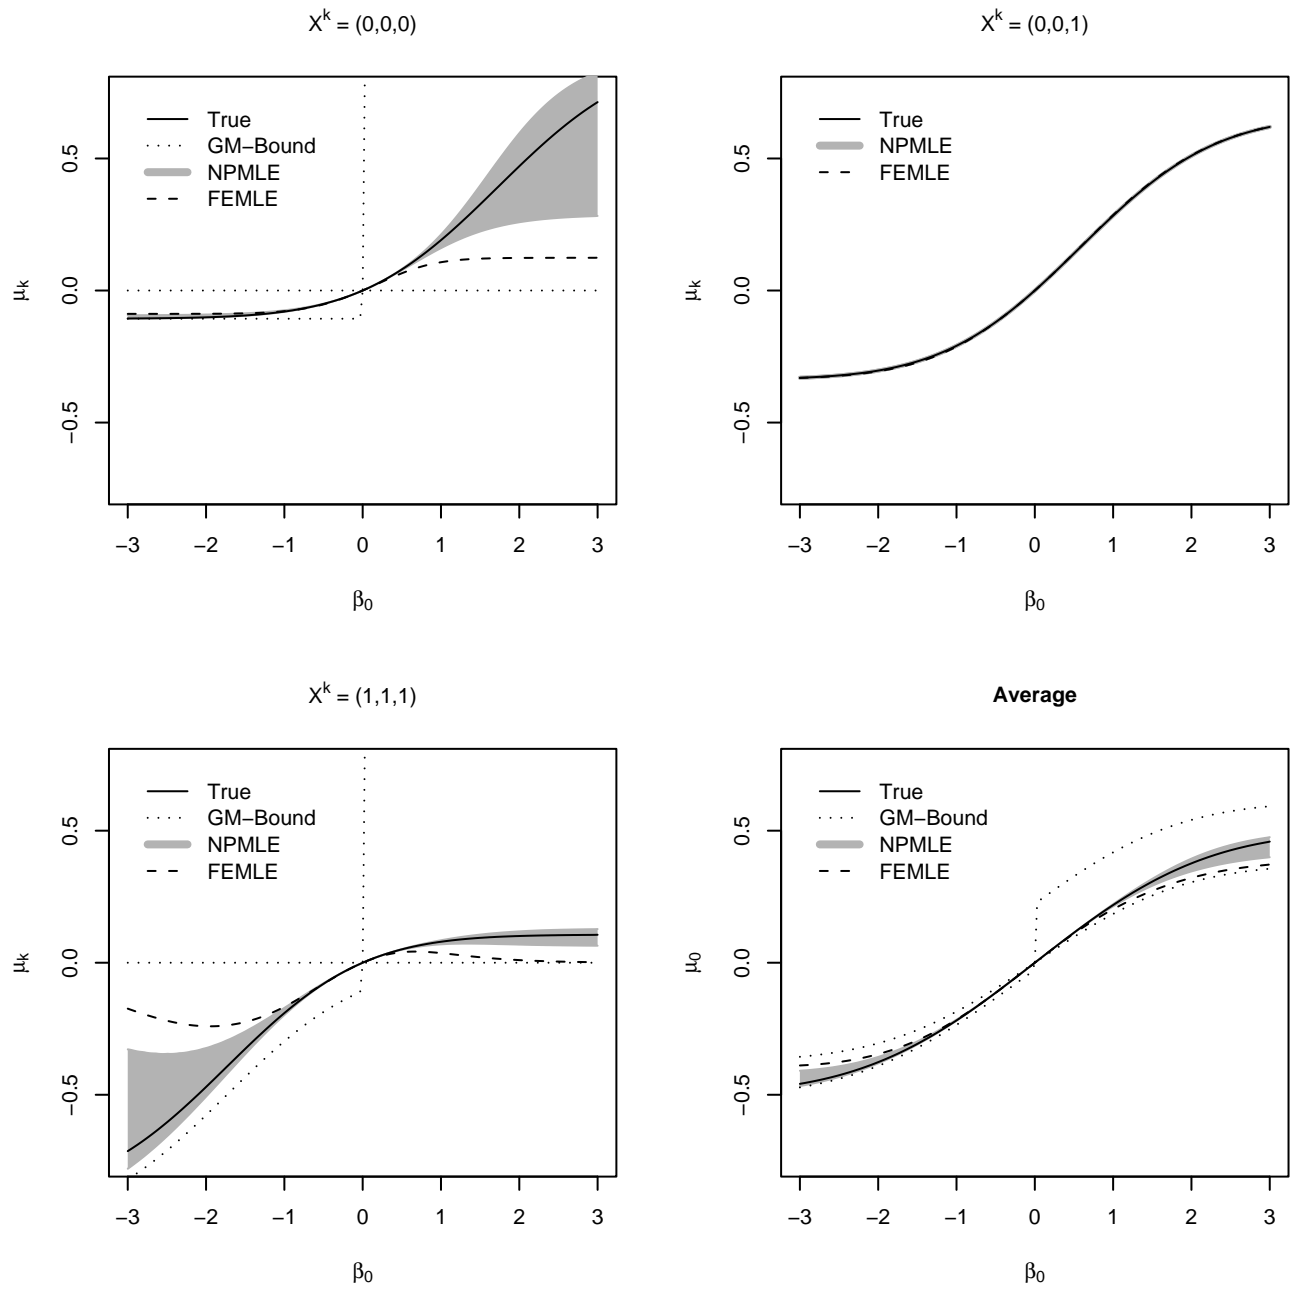 X^k = (0,0,0)
True
GM−Bound
NPMLE
FEMLE
0.5
0.0
−0.5
μ_k
−3 −2 −1 0 1 2 3
β_0
X^k = (0,0,1)
True
NPMLE
FEMLE
0.5
0.0
−0.5
μ_k
−3 −2 −1 0 1 2 3
β_0
X^k = (1,1,1)
True
GM−Bound
NPMLE
FEMLE
0.5
0.0
−0.5
μ_k
−3 −2 −1 0 1 2 3
β_0
Average
True
GM−Bound
NPMLE
FEMLE
0.5
0.0
−0.5
μ_0
−3 −2 −1 0 1 2 3
β_0